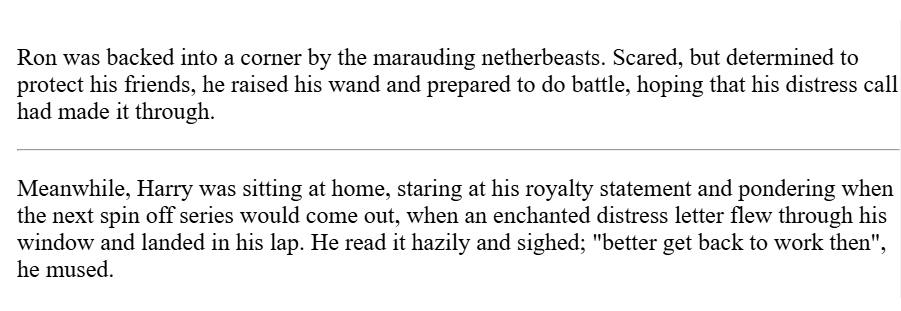 Ron was backed into a corner by the marauding netherbeasts. Scared, but determined to
protect his friends, he raised his wand and prepared to do battle, hoping that his distress call
had made it through.
Meanwhile, Harry was sitting at home, staring at his royalty statement and pondering when
the next spin off series would come out, when an enchanted distress letter flew through his
window and landed in his lap. He read it hazily and sighed; "better get back to work then",
he mused.